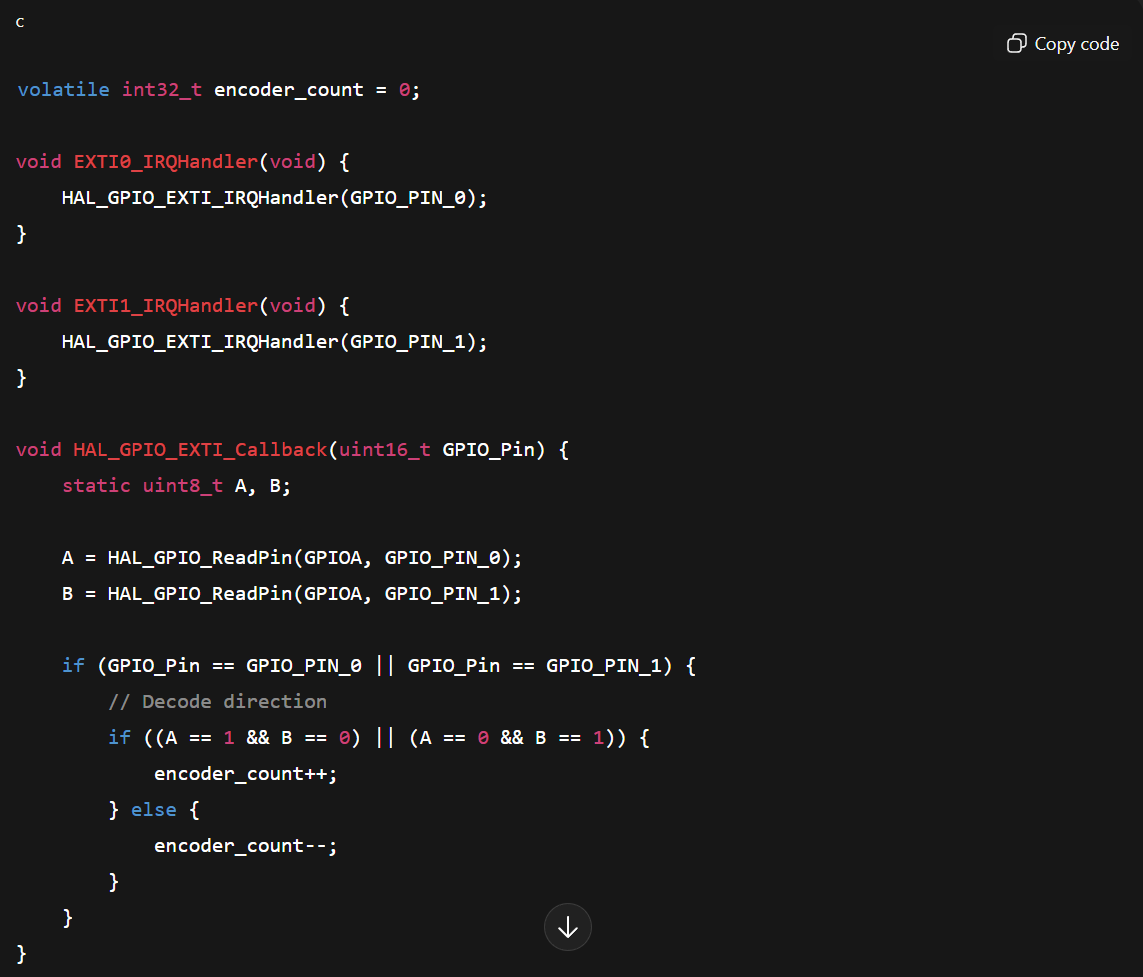 c
Copy code
volatile int32_t encoder_count = 0;
void EXTI0_IRQHandler(void) {
    HAL_GPIO_EXTI_IRQHandler(GPIO_PIN_0);
}
void EXTI1_IRQHandler(void) {
    HAL_GPIO_EXTI_IRQHandler(GPIO_PIN_1);
}
void HAL_GPIO_EXTI_Callback(uint16_t GPIO_Pin) {
    static uint8_t A, B;
    A = HAL_GPIO_ReadPin(GPIOA, GPIO_PIN_0);
    B = HAL_GPIO_ReadPin(GPIOA, GPIO_PIN_1);
    if (GPIO_Pin == GPIO_PIN_0 || GPIO_Pin == GPIO_PIN_1) {
        // Decode direction
        if ((A == 1 && B == 0) || (A == 0 && B == 1)) {
            encoder_count++;
        } else {
            encoder_count--;
        }
    }
}